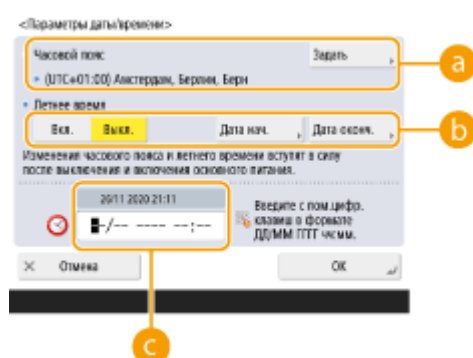 <Параметры даты/времени>
Часовой пояс
Задать
a
(UTC+01:00) Амстердам, Берлин, Берн
Летнее время
Вкл.
Выкл.
Дата нач.
Дата оконч.
b
Изменения часового пояса и летнего времени вступят в силу
после выключения и включения основного питания.
26/11 2020 21:11
-/-- ---- --:--
Введите с пом.цифр.
клавиш в формате
ДД/ММ ГГГГ чч:мм.
Отмена
OK
c